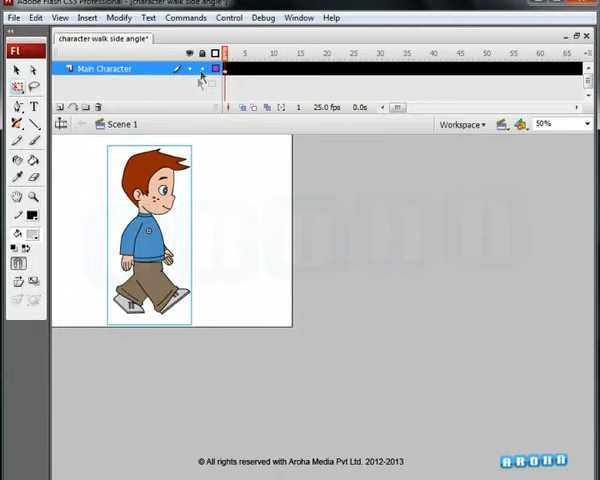 Adobe Flash CS3 Professional - [character walk side angle*]
File Edit View Insert Modify Text Commands Control Debug Window Help
character walk side angle*
Fl
1 5 10 15 20 25 30 35 40 45 50 55 60 65
Main Character
1 25.0 fps 0.0s
Scene 1
Workspace
50%
© All rights reserved with Aroha Media Pvt Ltd. 2012-2013
AROHA